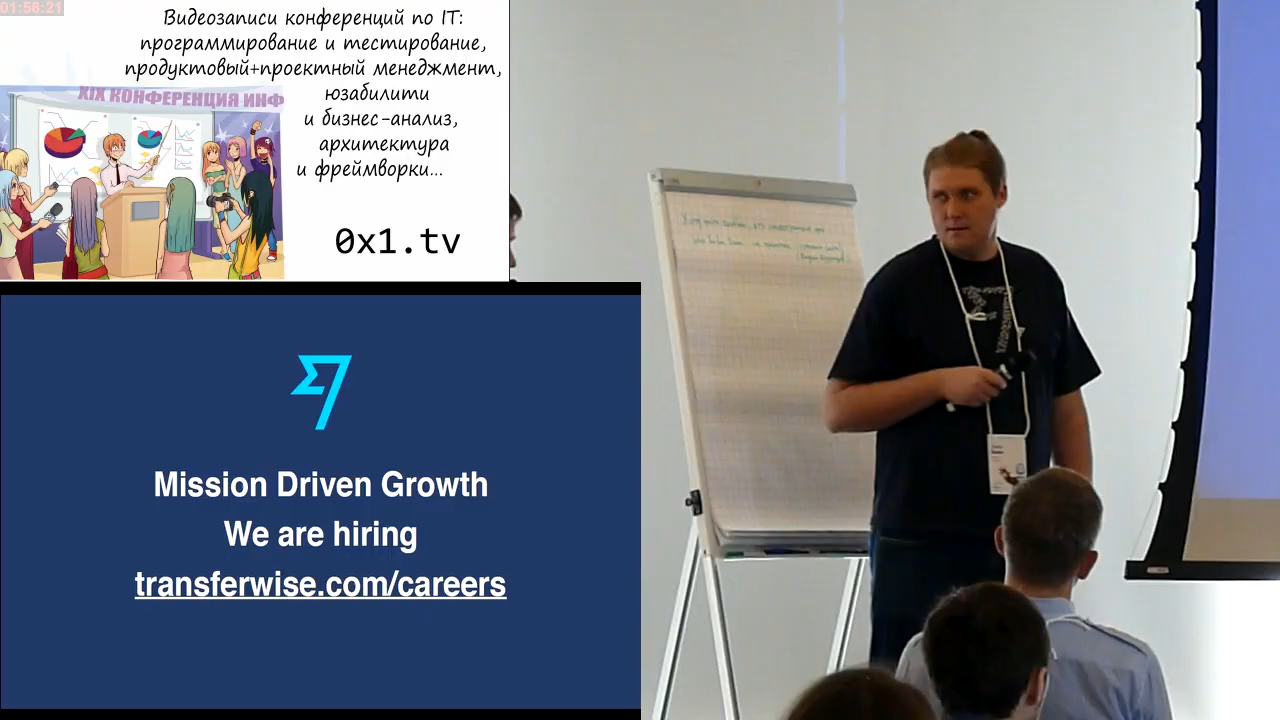 01:56:21
Видеозаписи конференций по IT:
программирование и тестирование,
продуктовый+проектный менеджмент,
юзабилити
и бизнес-анализ,
архитектура
и фреймворки...
XIX КОНФЕРЕНЦИЯ ИНФ
0x1.tv
Mission Driven Growth
We are hiring
transferwise.com/careers